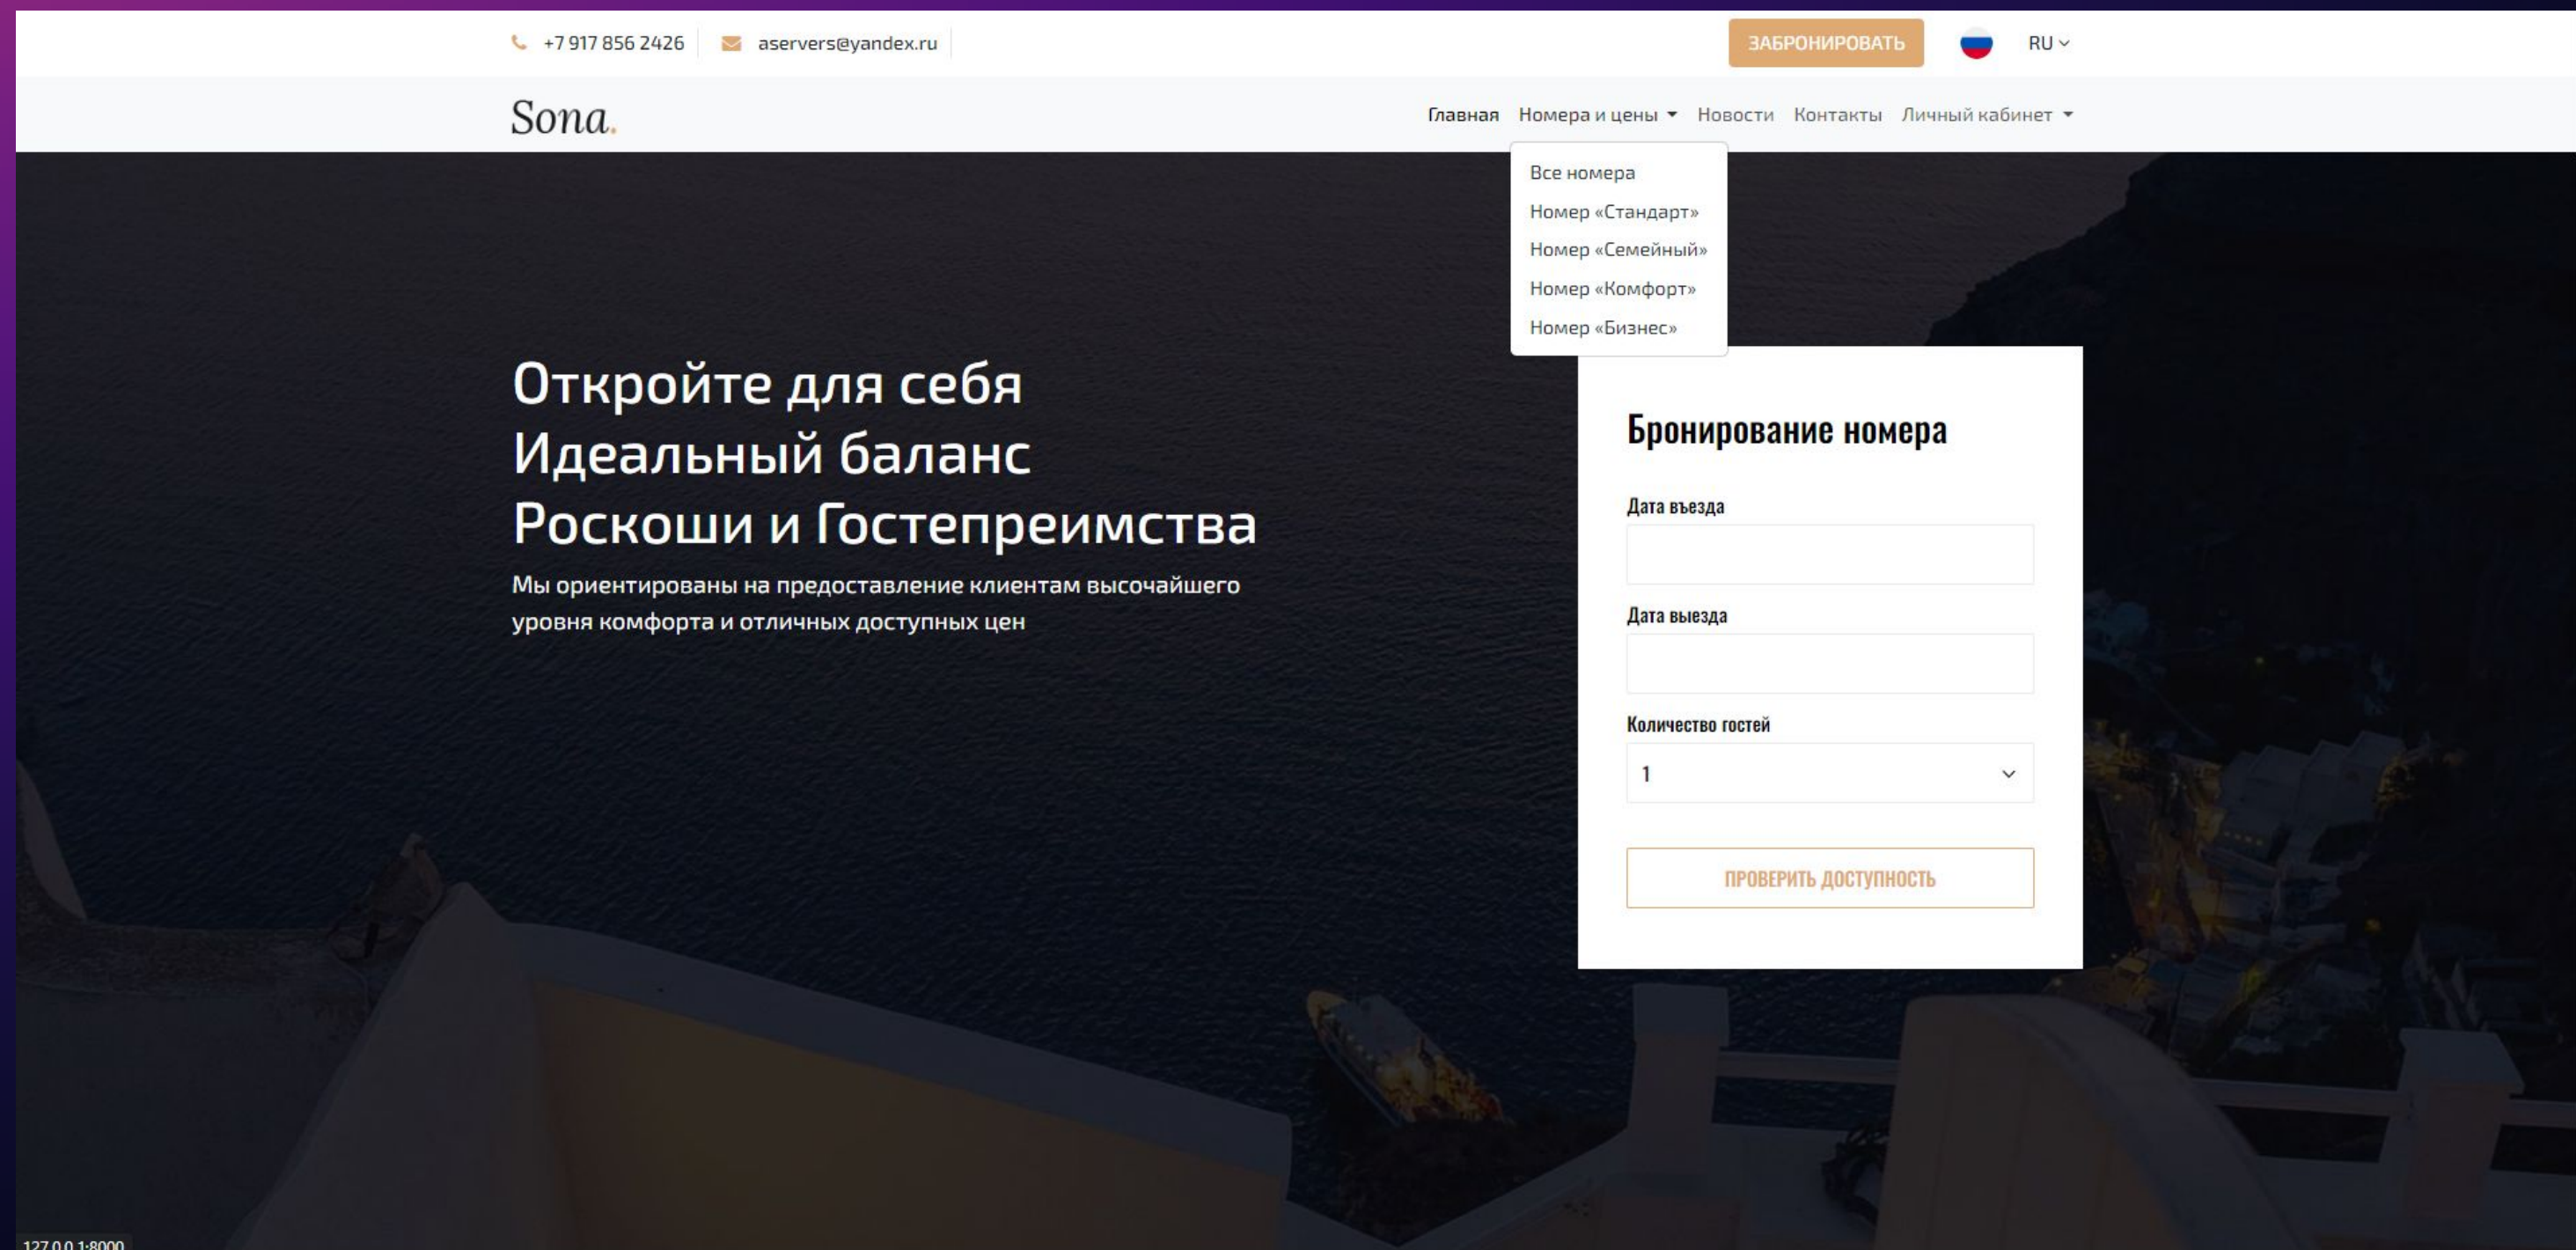 +7 917 856 2426
aservers@yandex.ru
ЗАБРОНИРОВАТЬ
RU
Sona.
Главная Номера и цены Новости Контакты Личный кабинет
Все номера
Номер «Стандарт»
Номер «Семейный»
Номер «Комфорт»
Номер «Бизнес»
Откройте для себя
Идеальный баланс
Роскоши и Гостепреимства
Мы ориентированы на предоставление клиентам высочайшего
уровня комфорта и отличных доступных цен
Бронирование номера
Дата въезда
Дата выезда
Количество гостей
1
ПРОВЕРИТЬ ДОСТУПНОСТЬ
127.0.0.1:8000